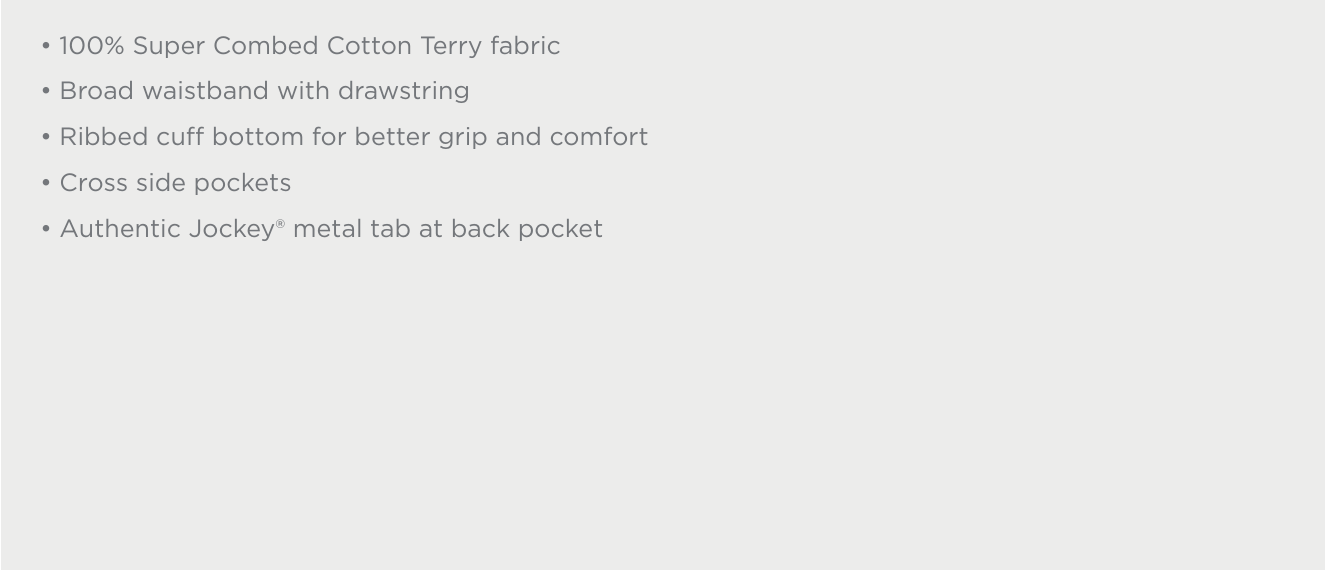 • 100% Super Combed Cotton Terry fabric
• Broad waistband with drawstring
• Ribbed cuff bottom for better grip and comfort
• Cross side pockets
• Authentic Jockey® metal tab at back pocket